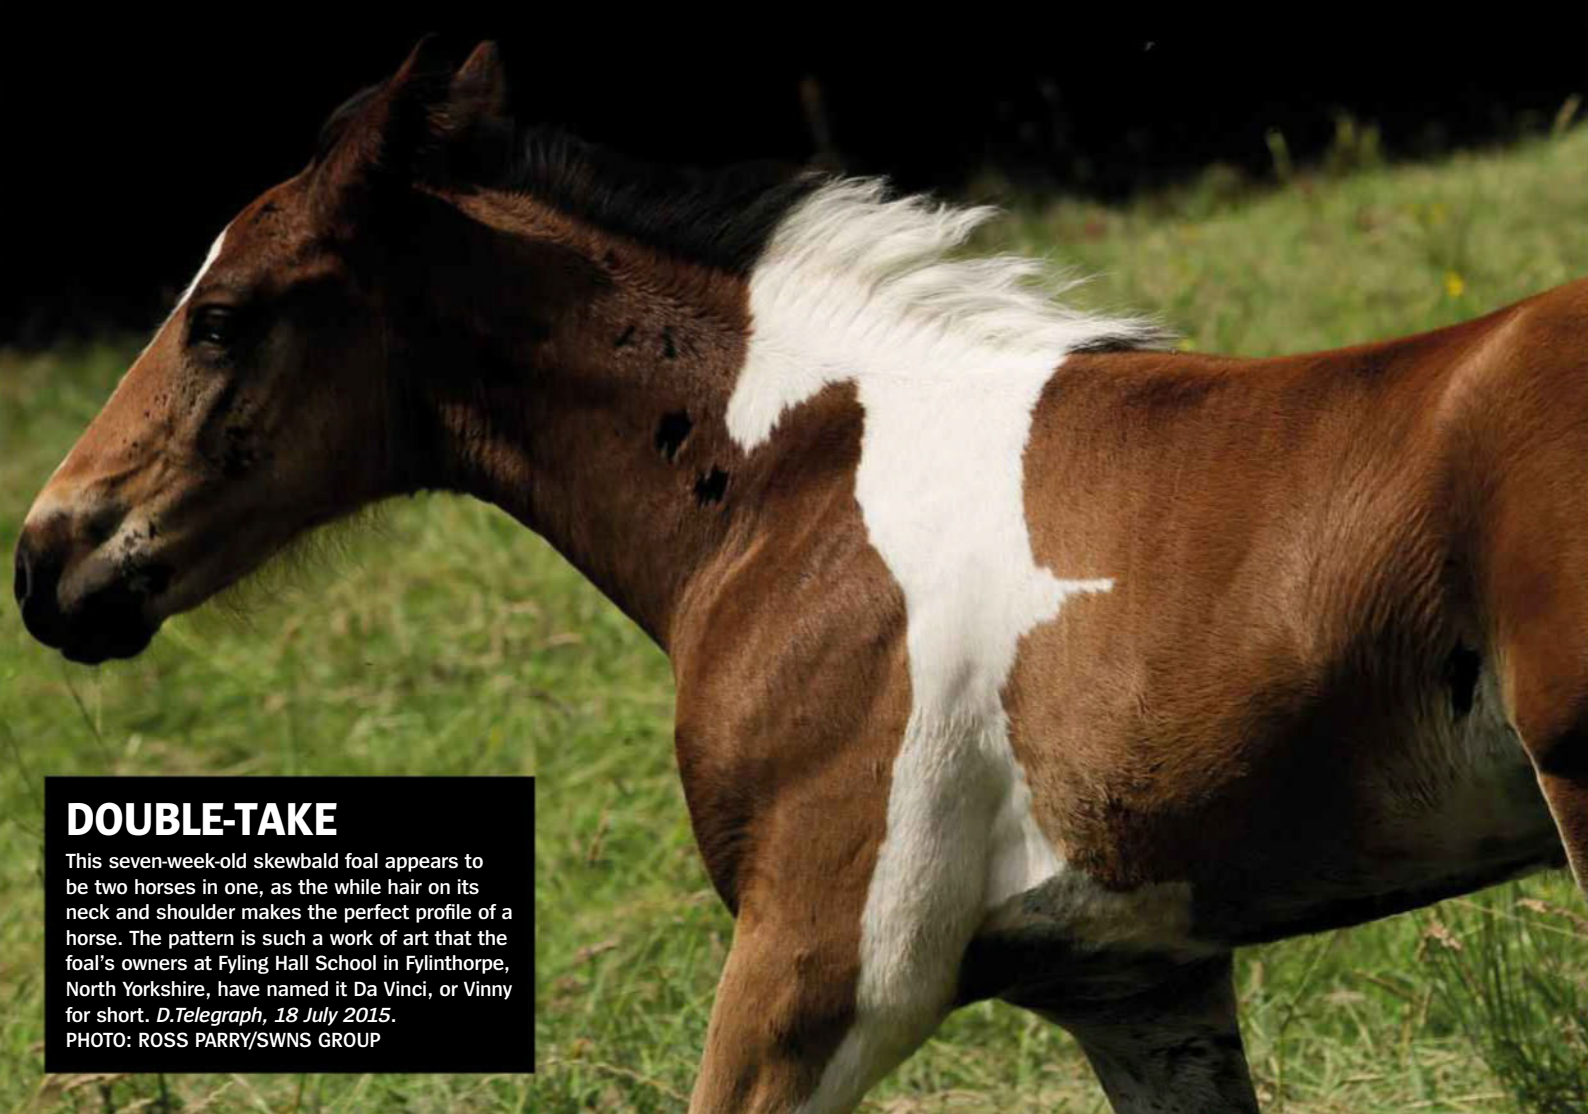 DOUBLE-TAKE
This seven-week-old skewbald foal appears to
be two horses in one, as the while hair on its
neck and shoulder makes the perfect profile of a
horse. The pattern is such a work of art that the
foal's owners at Fyling Hall School in Fylinthorpe,
North Yorkshire, have named it Da Vinci, or Vinny
for short. D.Telegraph, 18 July 2015.
PHOTO: ROSS PARRY/SWNS GROUP